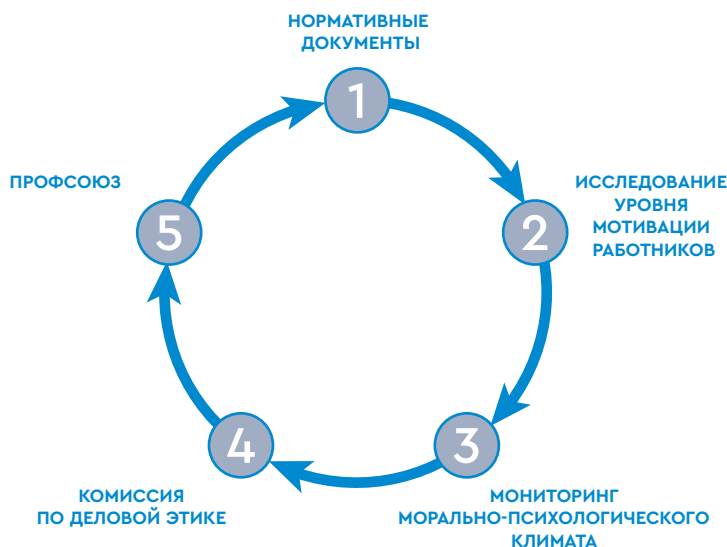 НОРМАТИВНЫЕ
ДОКУМЕНТЫ
1
ИССЛЕДОВАНИЕ
УРОВНЯ
МОТИВАЦИИ
РАБОТНИКОВ
2
МОНИТОРИНГ
МОРАЛЬНО-ПСИХОЛОГИЧЕСКОГО
КЛИМАТА
3
КОМИССИЯ
ПО ДЕЛОВОЙ ЭТИКЕ
4
ПРОФСОЮЗ
5